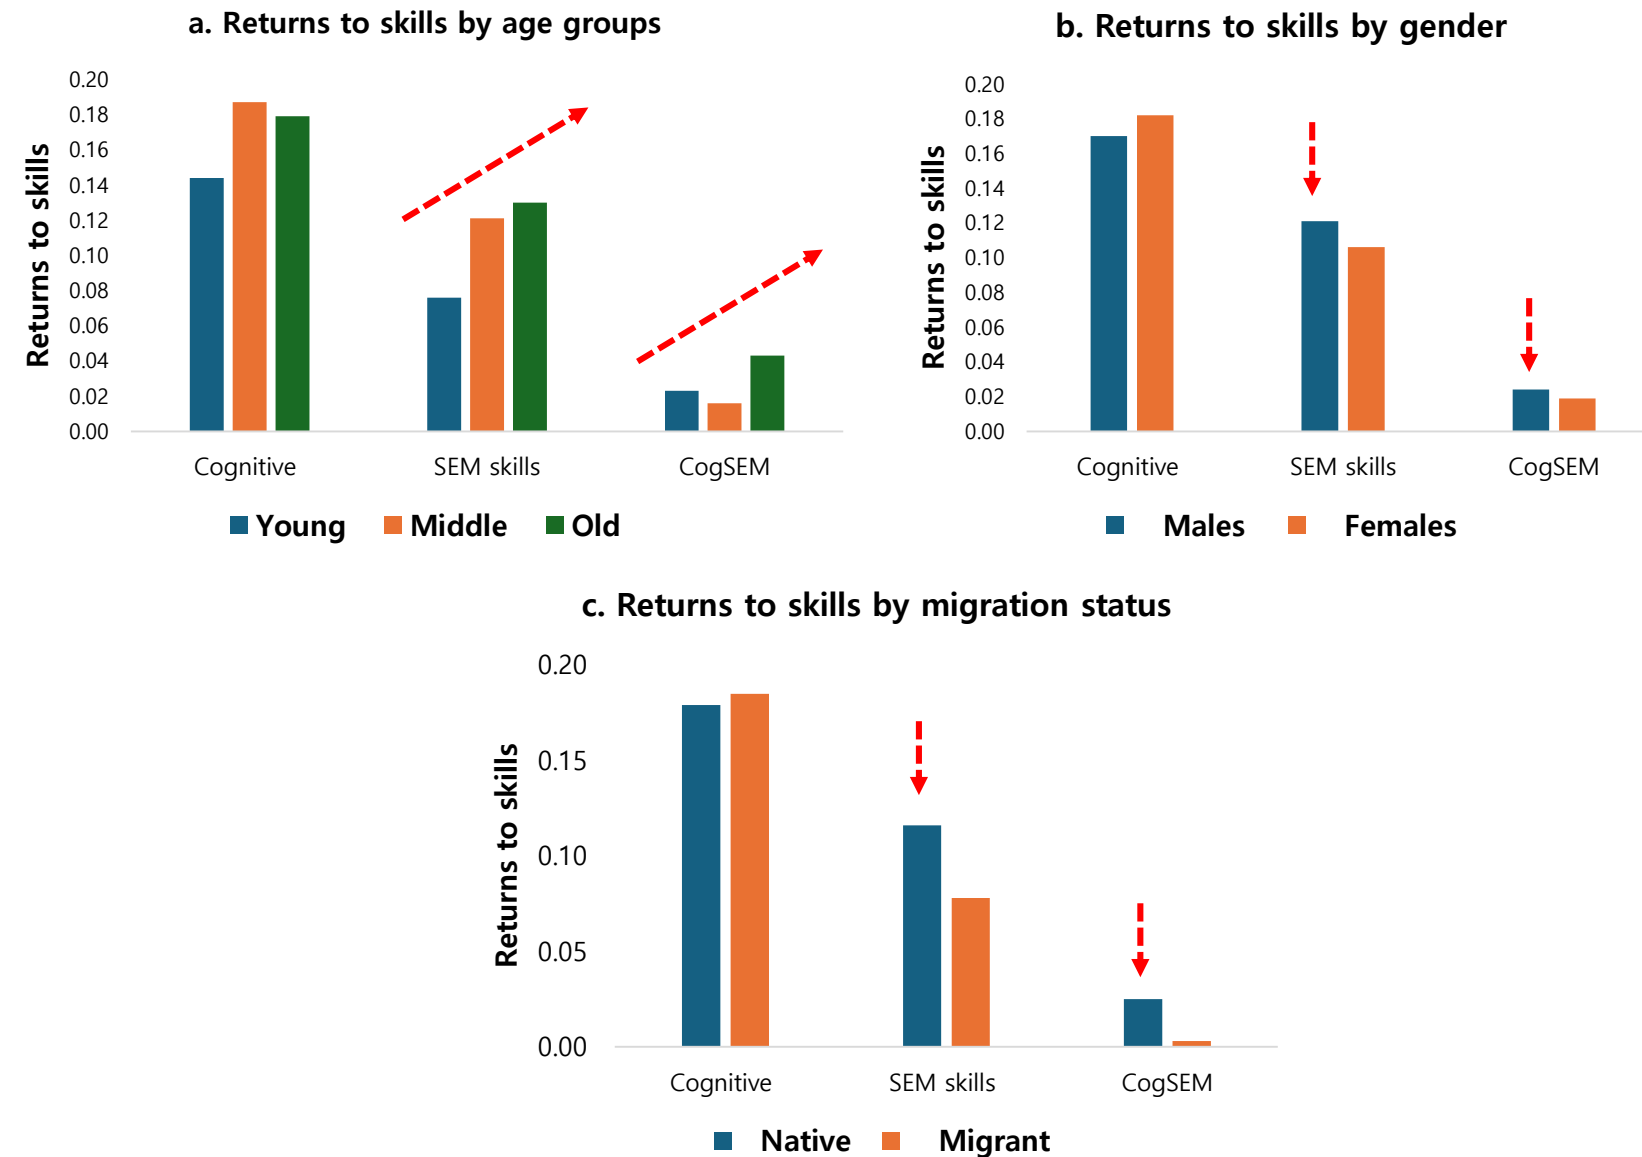 a. Returns to skills by age groups
Returns to skills
0.20
0.18
0.16
0.14
0.12
0.10
0.08
0.06
0.04
0.02
0.00
Cognitive SEM skills CogSEM
Young Middle Old
b. Returns to skills by gender
Returns to skills
0.20
0.18
0.16
0.14
0.12
0.10
0.08
0.06
0.04
0.02
0.00
Cognitive SEM skills CogSEM
Males Females
c. Returns to skills by migration status
Returns to skills
0.20
0.15
0.10
0.05
0.00
Cognitive SEM skills CogSEM
Native Migrant